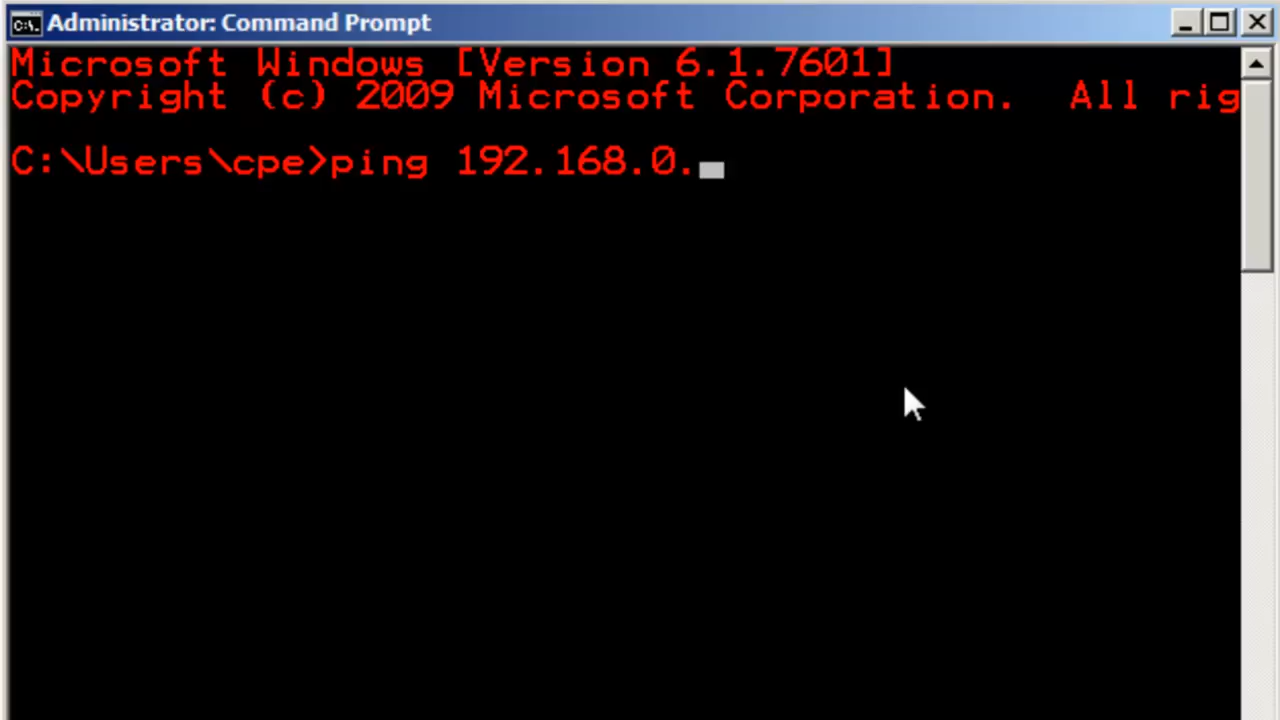 Administrator: Command Prompt
Microsoft Windows [Version 6.1.7601]
Copyright (c) 2009 Microsoft Corporation.  All rig
C:\Users\cpe>ping 192.168.0.